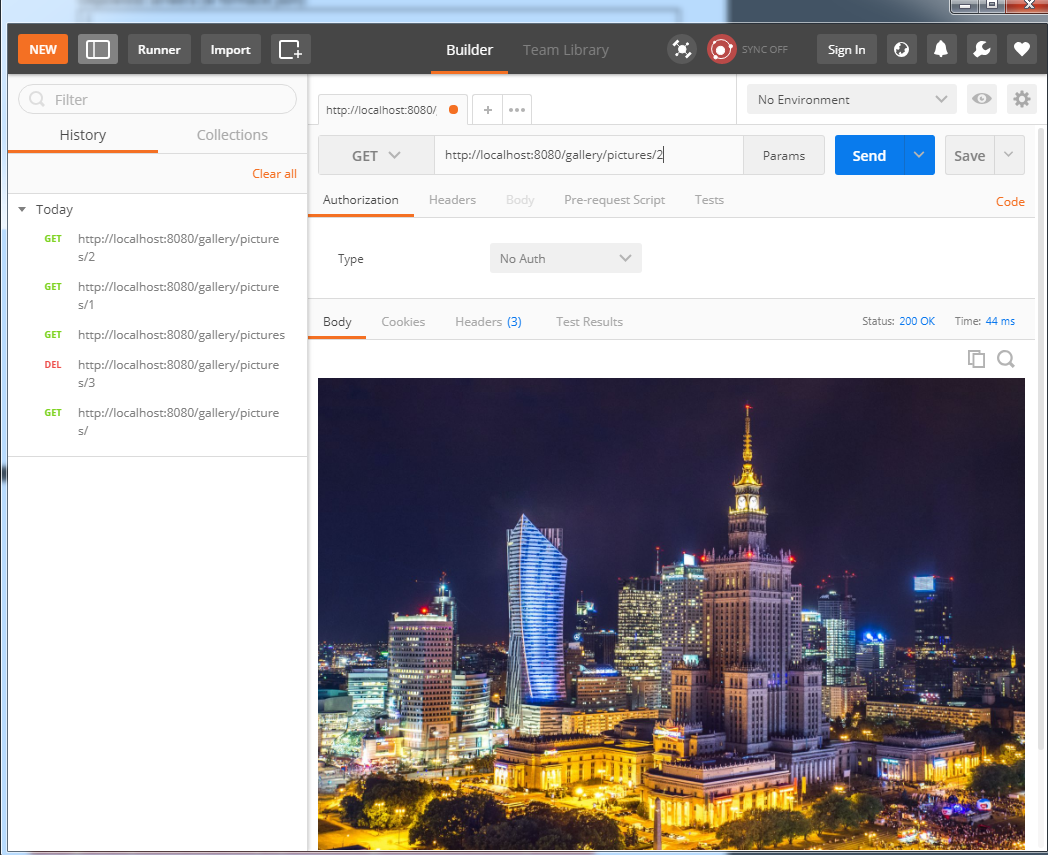 NEW
Runner
Import
Builder
Team Library
SYNC OFF
Sign In
Filter
History
Collections
Clear all
Today
GET http://localhost:8080/gallery/picture
s/2
GET http://localhost:8080/gallery/picture
s/1
GET http://localhost:8080/gallery/pictures
DEL http://localhost:8080/gallery/picture
s/3
GET http://localhost:8080/gallery/picture
s/
http://localhost:8080/
+
No Environment
GET
http://localhost:8080/gallery/pictures/2
Params
Send
Save
Authorization
Headers
Body
Pre-request Script
Tests
Code
Type
No Auth
Body
Cookies
Headers (3)
Test Results
Status: 200 OK
Time: 44 ms